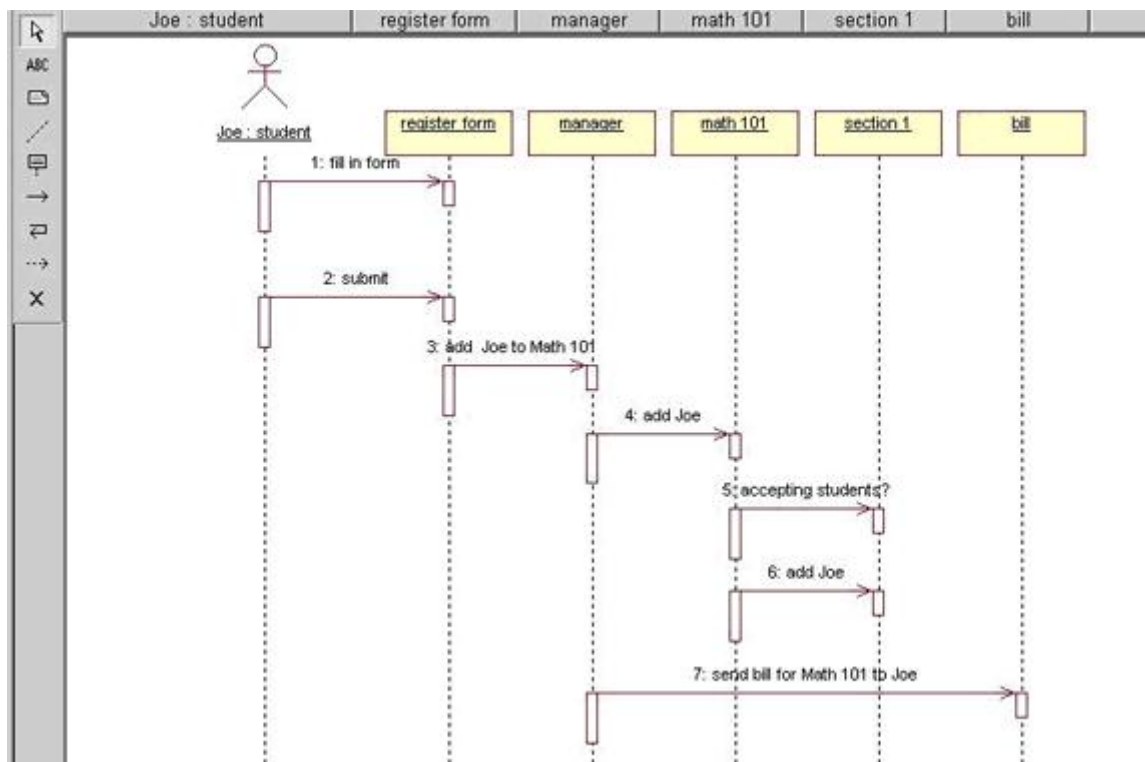 Joe : student
register form
manager
math 101
section 1
bill
ABC
Joe : student
register form
manager
math 101
section 1
bill
1: fill in form
2: submit
3: add Joe to Math 101
4: add Joe
5: accepting students?
6: add Joe
7: send bill for Math 101 to Joe